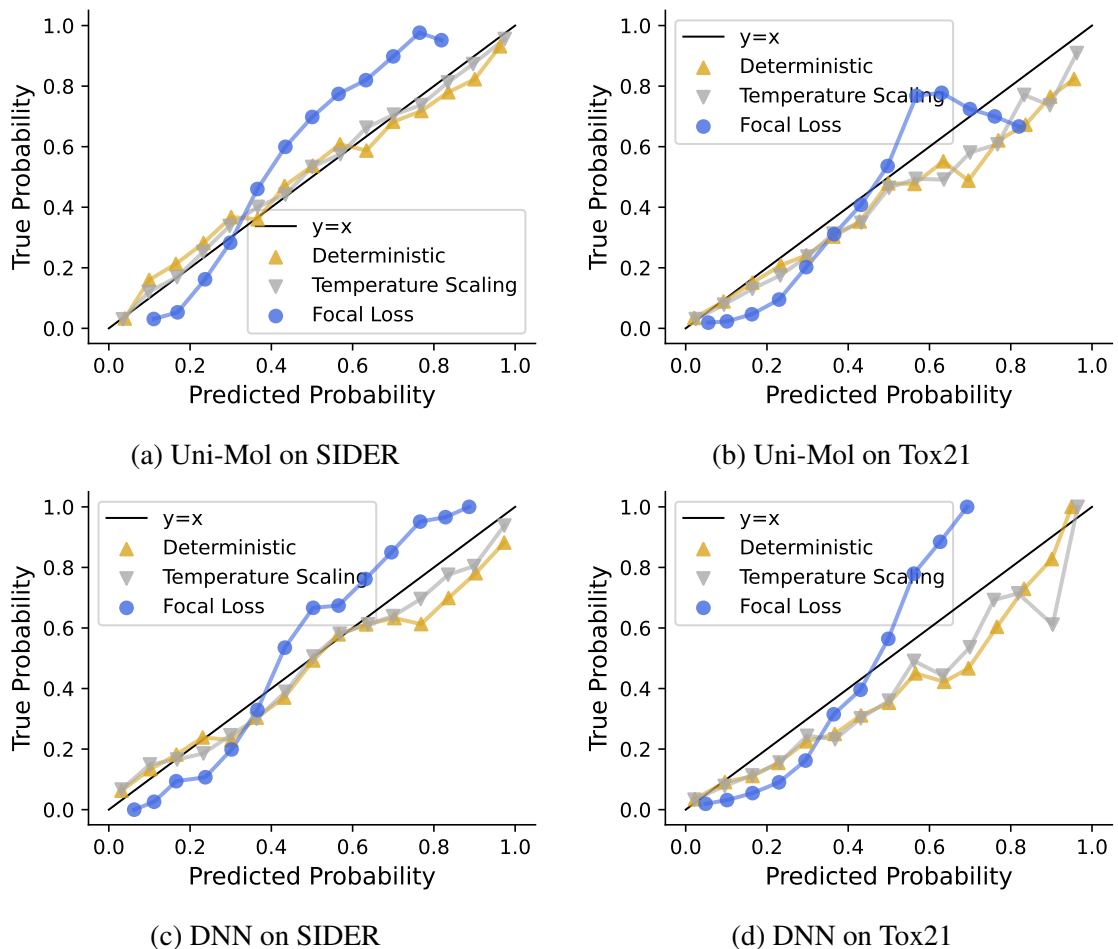 1.0
0.8
0.6
0.4
0.2
0.0
True Probability
y=x
Deterministic
Temperature Scaling
Focal Loss
0.0 0.2 0.4 0.6 0.8 1.0
Predicted Probability
(a) Uni-Mol on SIDER
1.0
0.8
0.6
0.4
0.2
0.0
True Probability
y=x
Deterministic
Temperature Scaling
Focal Loss
0.0 0.2 0.4 0.6 0.8 1.0
Predicted Probability
(b) Uni-Mol on Tox21
1.0
0.8
0.6
0.4
0.2
0.0
True Probability
y=x
Deterministic
Temperature Scaling
Focal Loss
0.0 0.2 0.4 0.6 0.8 1.0
Predicted Probability
(c) DNN on SIDER
1.0
0.8
0.6
0.4
0.2
0.0
True Probability
y=x
Deterministic
Temperature Scaling
Focal Loss
0.0 0.2 0.4 0.6 0.8 1.0
Predicted Probability
(d) DNN on Tox21